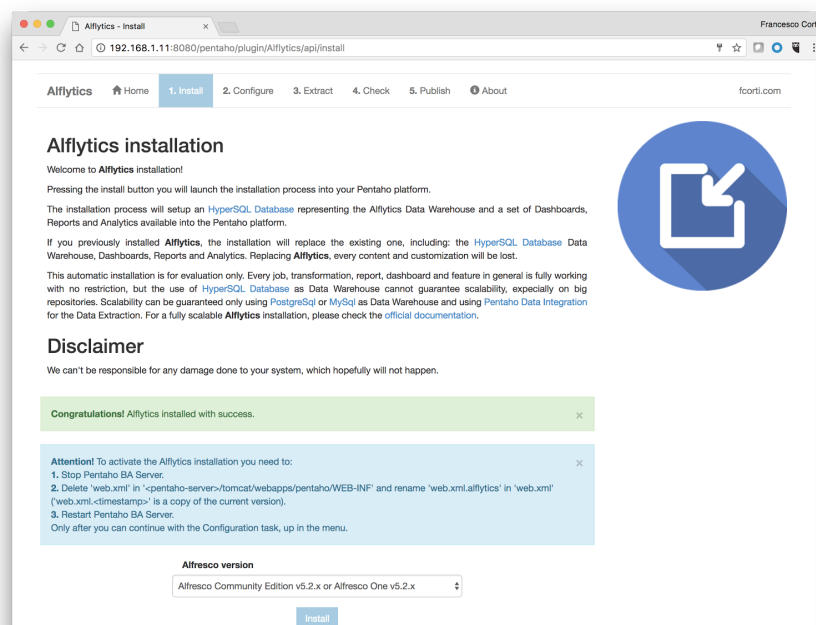 Alflytics - Install
Francesco Cort
192.168.1.11:8080/pentaho/plugin/Alflytics/api/install
Alflytics Home 1. Install 2. Configure 3. Extract 4. Check 5. Publish About fcorti.com
Alflytics installation
Welcome to Alflytics installation!
Pressing the install button you will launch the installation process into your Pentaho platform.
The installation process will setup an HyperSQL Database representing the Alflytics Data Warehouse and a set of Dashboards,
Reports and Analytics available into the Pentaho platform.
If you previously installed Alflytics, the installation will replace the existing one, including: the HyperSQL Database Data
Warehouse, Dashboards, Reports and Analytics. Replacing Alflytics, every content and customization will be lost.
This automatic installation is for evaluation only. Every job, transformation, report, dashboard and feature in general is fully working
with no restriction, but the use of HyperSQL Database as Data Warehouse cannot guarantee scalability, expecially on big
repositories. Scalability can be guaranteed only using PostgreSql or MySql as Data Warehouse and using Pentaho Data Integration
for the Data Extraction. For a fully scalable Alflytics installation, please check the official documentation.
Disclaimer
We can't be responsible for any damage done to your system, which hopefully will not happen.
Congratulations! Alflytics installed with success. ×
Attention! To activate the Alflytics installation you need to: ×
1. Stop Pentaho BA Server.
2. Delete 'web.xml' in '<pentaho-server>/tomcat/webapps/pentaho/WEB-INF' and rename 'web.xml.alflytics' in 'web.xml'
('web.xml.<timestamp>' is a copy of the current version).
3. Restart Pentaho BA Server.
Only after you can continue with the Configuration task, up in the menu.
Alfresco version
Alfresco Community Edition v5.2.x or Alfresco One v5.2.x
Install